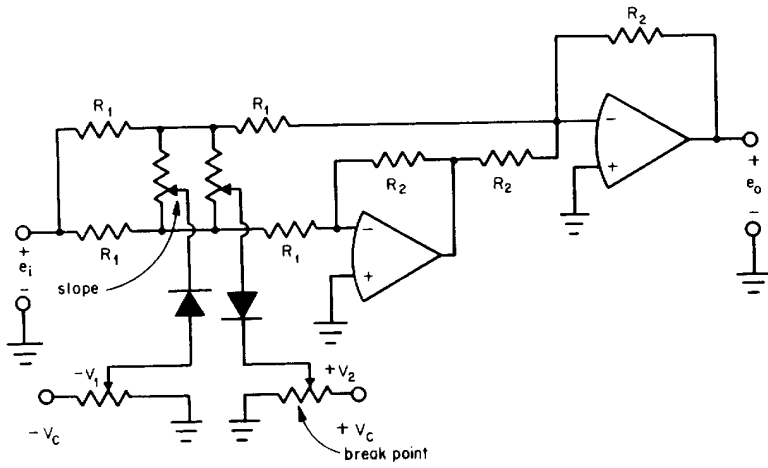 R2
R1
R1
−
+
+
eo
−
R2
R2
R1
R1
−
+
+
ei
−
slope
−V1
+V2
−Vc
+Vc
break point